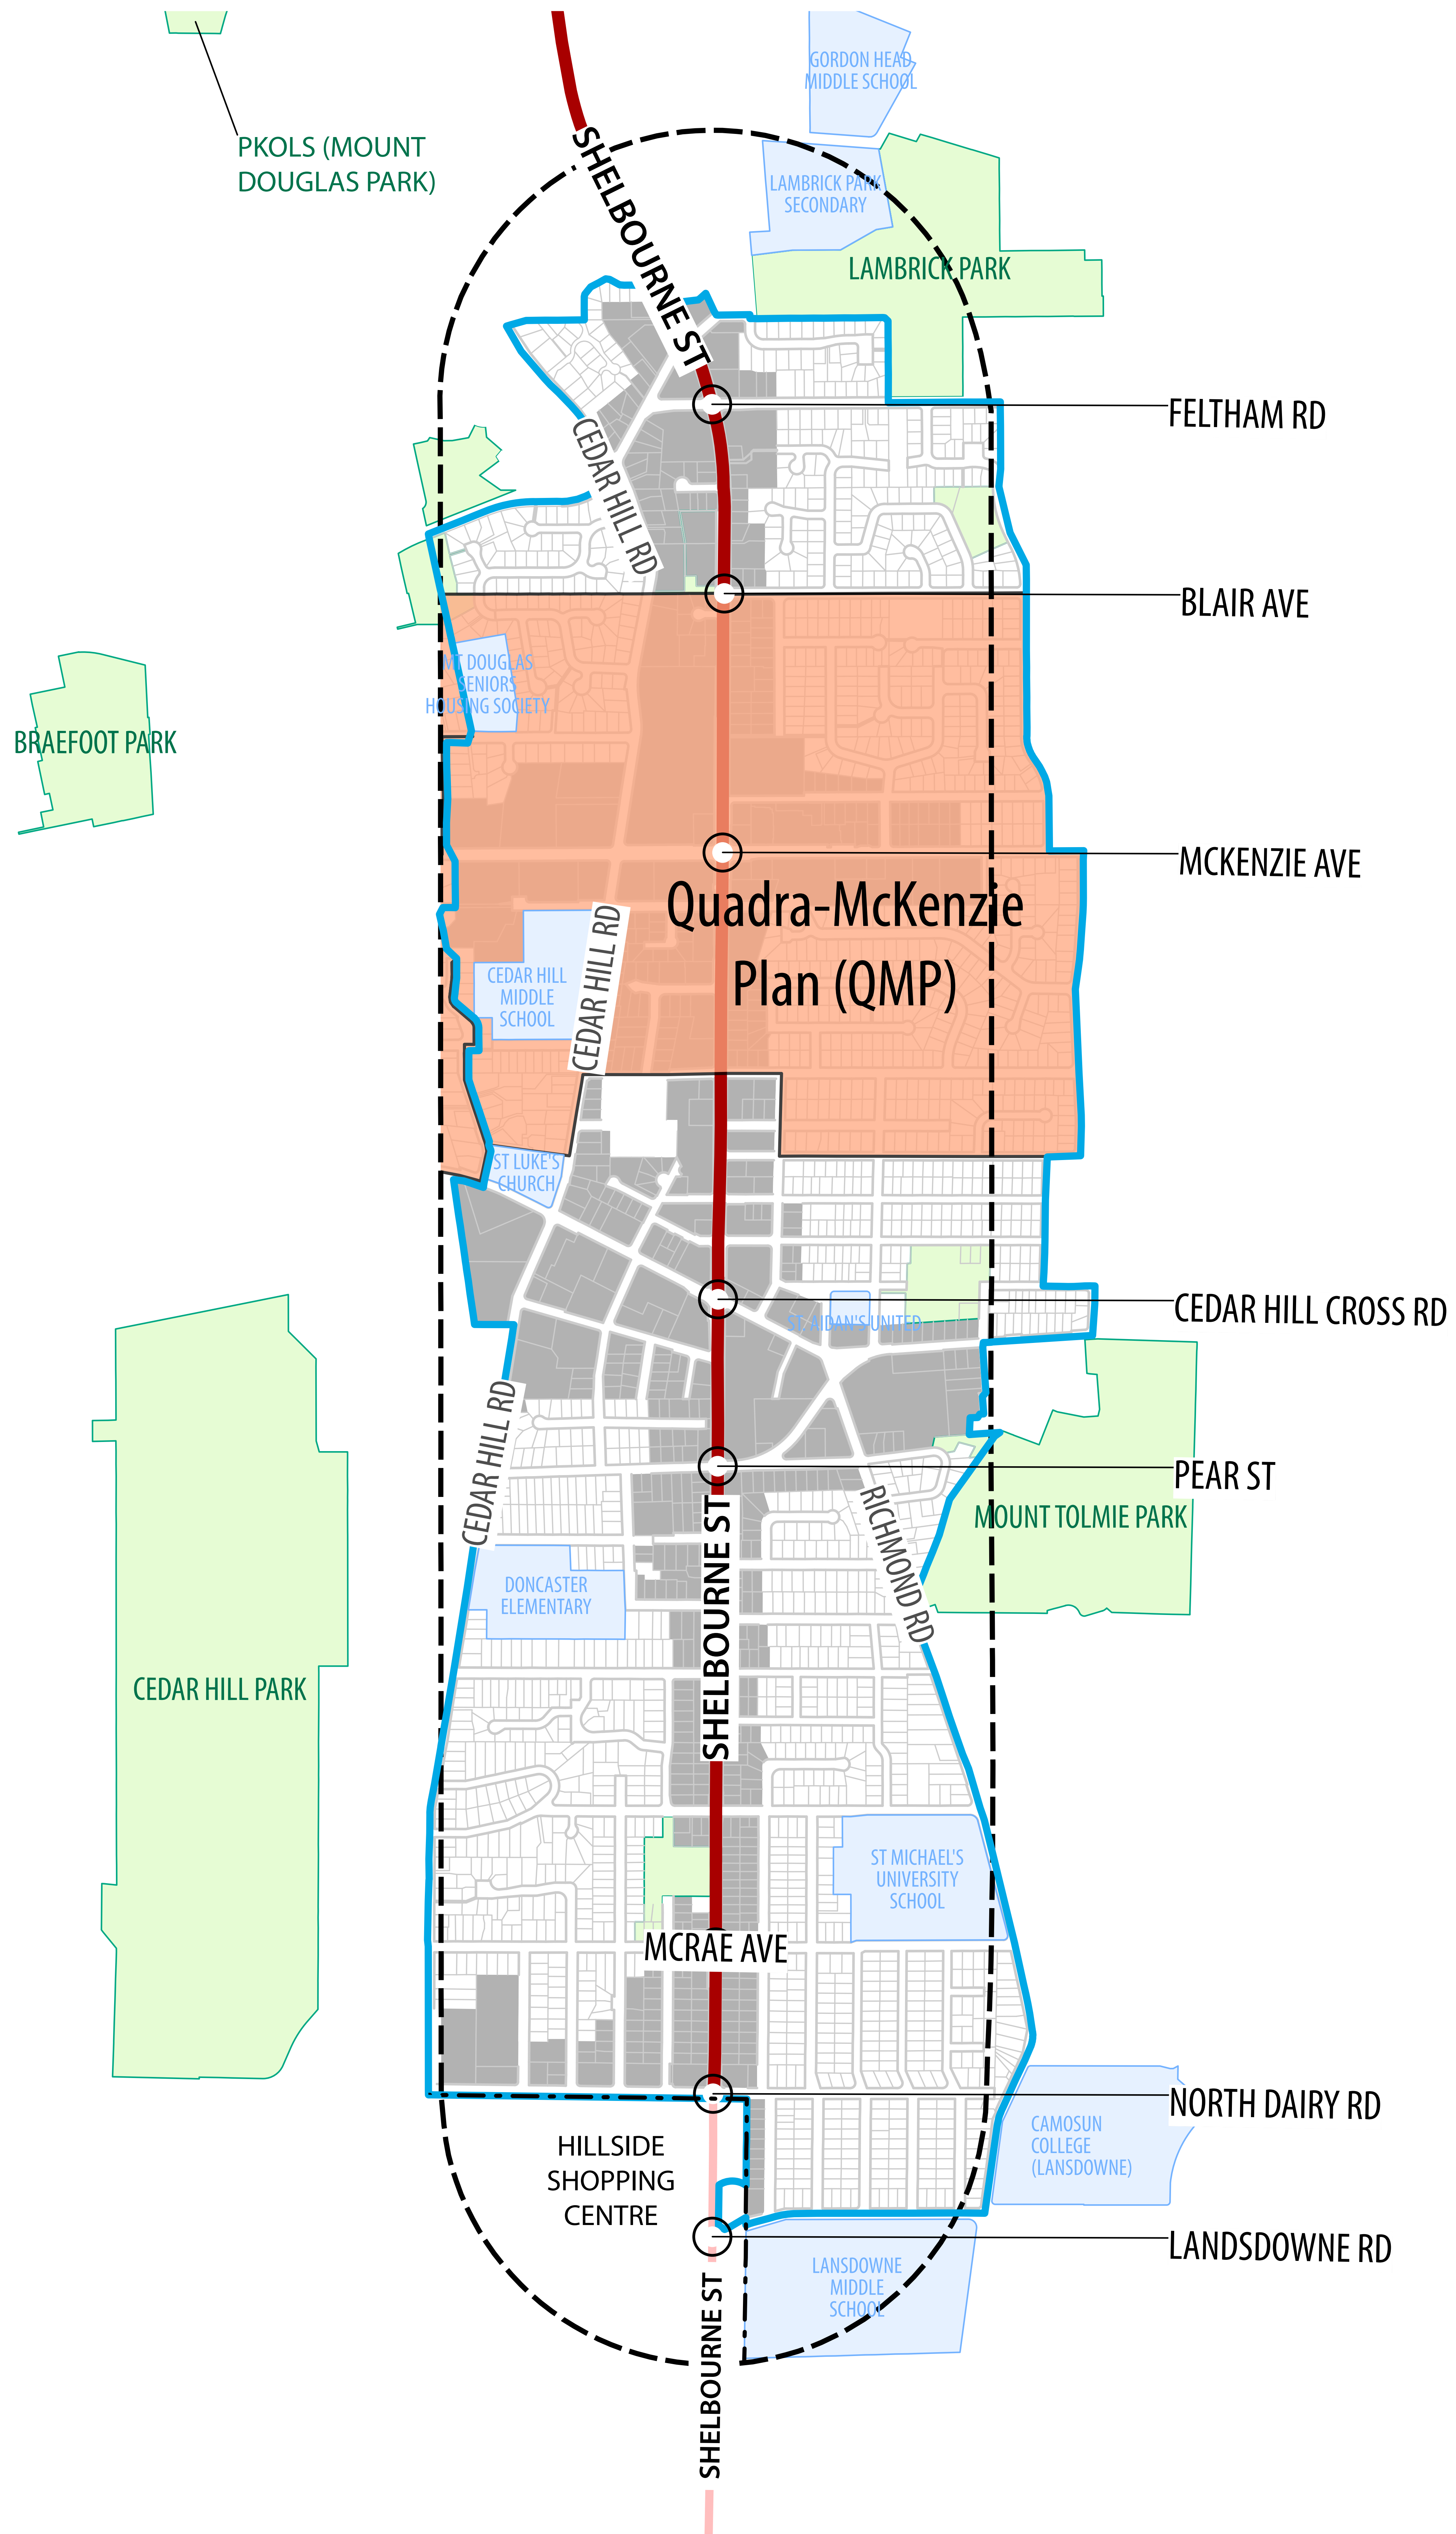 GORDON HEAD
MIDDLE SCHOOL
PKOLS (MOUNT
DOUGLAS PARK)
SHELBOURNE ST
LAMBRICK PARK
SECONDARY
LAMBRICK PARK
FELTHAM RD
CEDAR HILL RD
BLAIR AVE
MT DOUGLAS
SENIORS
HOUSING SOCIETY
BRAEFOOT PARK
MCKENZIE AVE
Quadra-McKenzie
Plan (QMP)
CEDAR HILL RD
CEDAR HILL
MIDDLE
SCHOOL
ST LUKE'S
CHURCH
CEDAR HILL CROSS RD
ST. AIDAN'S UNITED
CEDAR HILL RD
PEAR ST
MOUNT TOLMIE PARK
RICHMOND RD
SHELBOURNE ST
DONCASTER
ELEMENTARY
CEDAR HILL PARK
ST MICHAEL'S
UNIVERSITY
SCHOOL
MCRAE AVE
NORTH DAIRY RD
CAMOSUN
COLLEGE
(LANSDOWNE)
HILLSIDE
SHOPPING
CENTRE
LANDSDOWNE RD
LANSDOWNE
MIDDLE
SCHOOL
SHELBOURNE ST